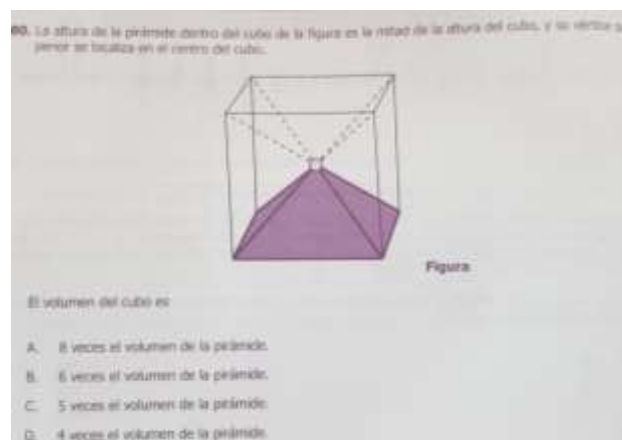 00. La altura de la pirámide dentro del cubo de la figura es la mitad de la altura del cubo, y su vértice s
perior se localiza en el centro del cubo.
Figura
El volumen del cubo es
A. 8 veces el volumen de la pirámide.
B. 6 veces el volumen de la pirámide.
C. 5 veces el volumen de la pirámide.
D. 4 veces el volumen de la pirámide.